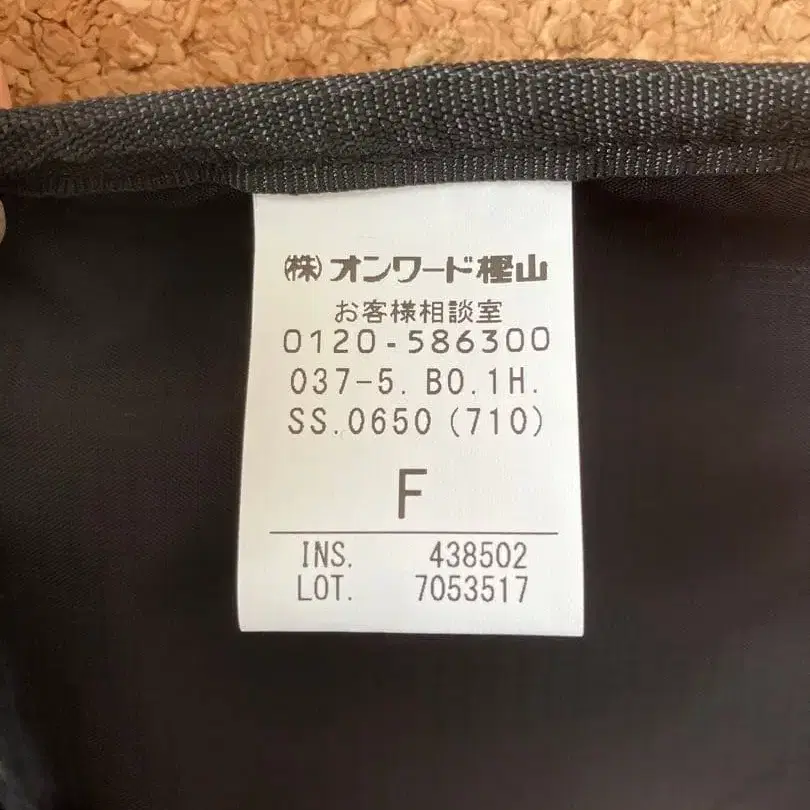 ㈱オンワード樫山
お客様相談室
0120-586300
037-5. B0.1H.
SS.0650 (710)
F
INS. 438502
LOT. 7053517